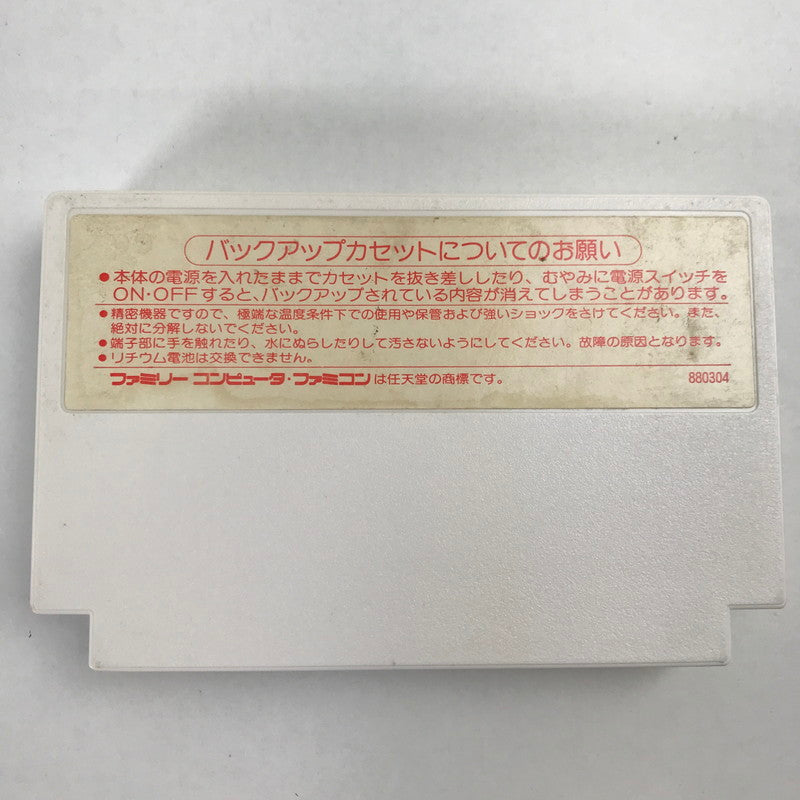 バックアップカセットについてのお願い
●本体の電源を入れたままでカセットを抜き差ししたり、むやみに電源スイッチを
ON・OFFすると、バックアップされている内容が消えてしまうことがあります。
●精密機器ですので、極端な温度条件下での使用や保管および強いショックをさけてください。また、
絶対に分解しないでください。
●端子部に手を触れたり、水にぬらしたりして汚さないようにしてください。故障の原因となります。
●リチウム電池は交換できません。
ファミリーコンピュータ・ファミコンは任天堂の商標です。 880304